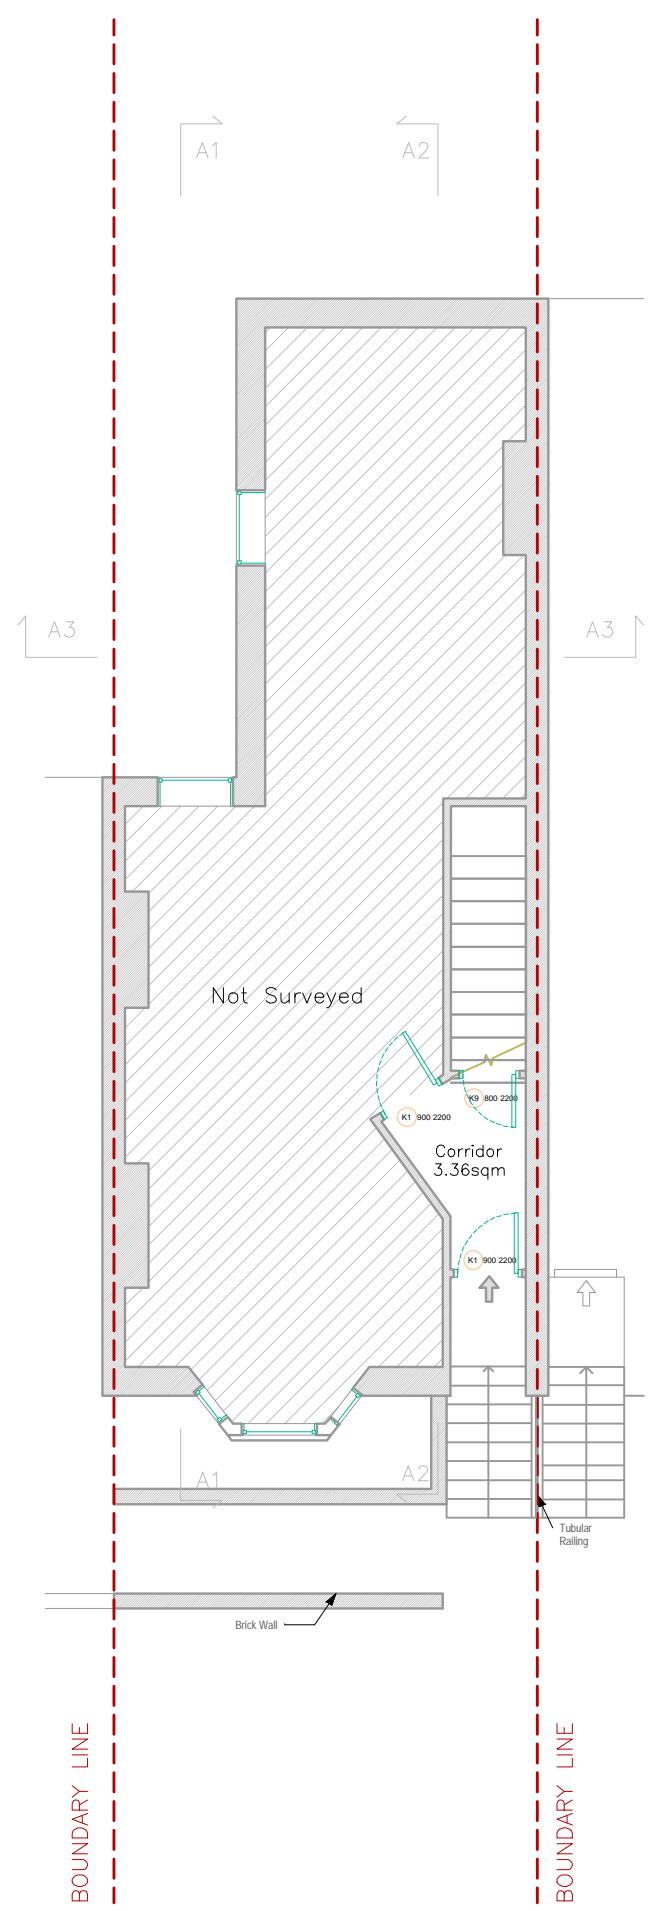 A1
A2
A3
A3
Not Surveyed
K9 800 2200
K1 900 2200
Corridor
3.36sqm
K1 900 2200
A1
A2
Tubular
Railing
Brick Wall
BOUNDARY LINE
BOUNDARY LINE